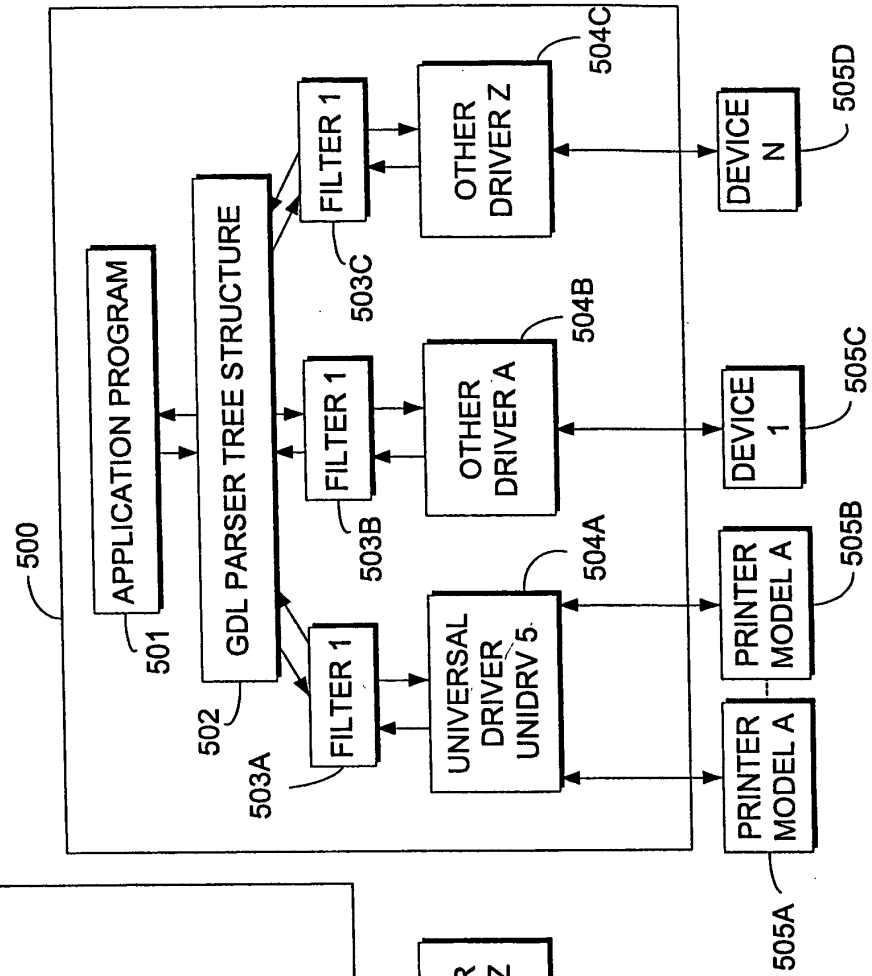 500
APPLICATION PROGRAM
501
GDL PARSER TREE STRUCTURE
502
FILTER 1
503A
FILTER 1
503B
FILTER 1
503C
UNIVERSAL
DRIVER
UNIDRV 5
504A
OTHER
DRIVER A
504B
OTHER
DRIVER Z
504C
PRINTER
MODEL A
505A
PRINTER
MODEL A
505B
DEVICE
1
505C
DEVICE
N
505D
R
Z